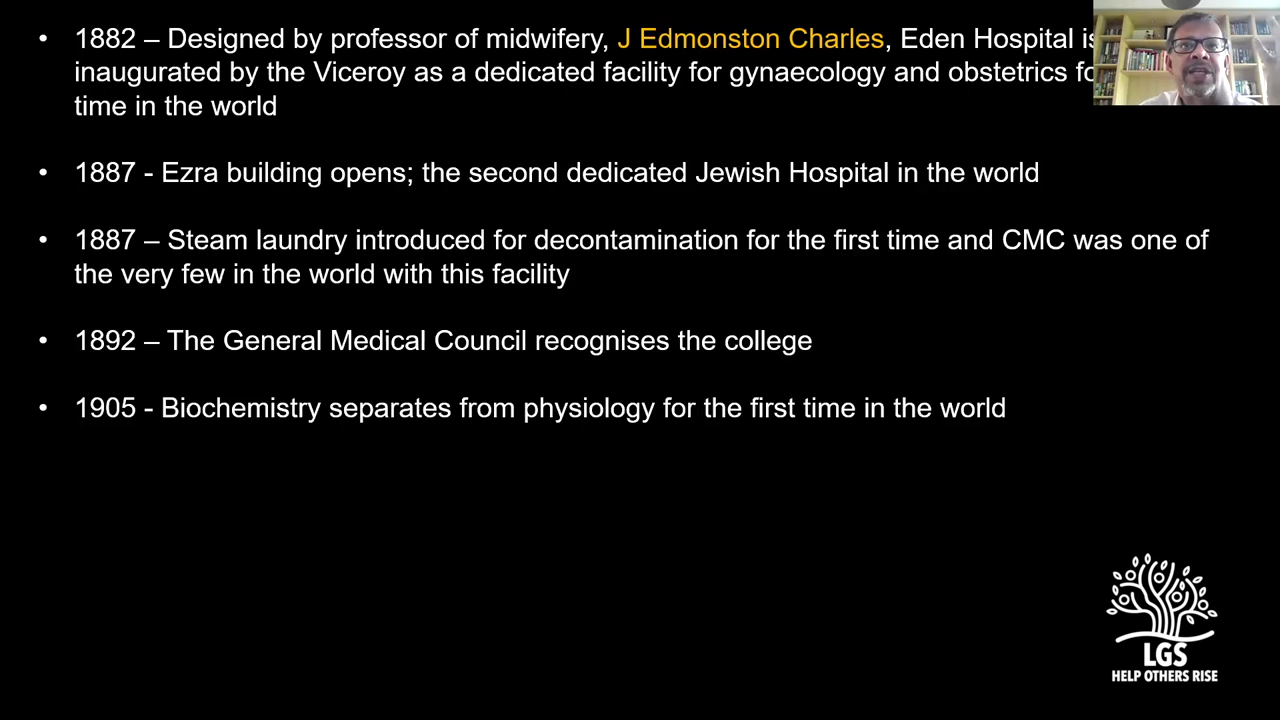 • 1882 – Designed by professor of midwifery, J Edmonston Charles, Eden Hospital is
inaugurated by the Viceroy as a dedicated facility for gynaecology and obstetrics
time in the world
• 1887 - Ezra building opens; the second dedicated Jewish Hospital in the world
• 1887 – Steam laundry introduced for decontamination for the first time and CMC was one of
the very few in the world with this facility
• 1892 – The General Medical Council recognises the college
• 1905 - Biochemistry separates from physiology for the first time in the world
LGS
HELP OTHERS RISE